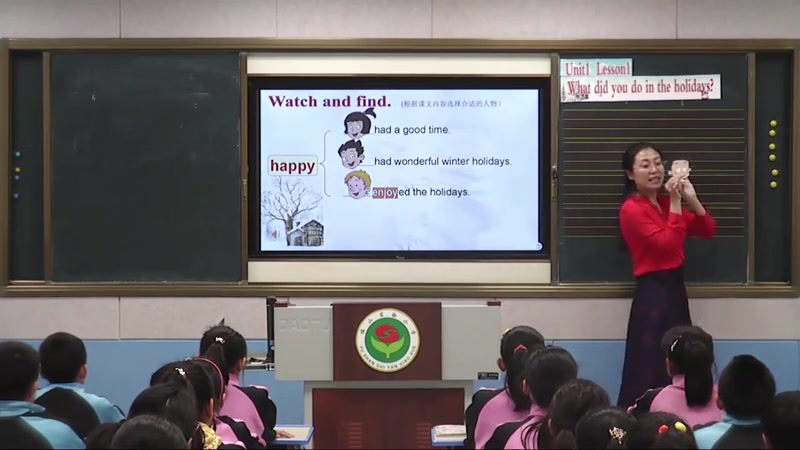 Unit1 Lesson1
What did you do in the holidays?
Watch and find. (根据课文内容选择合适的人物)
had a good time.
happy
had wonderful winter holidays.
enjoyed the holidays.